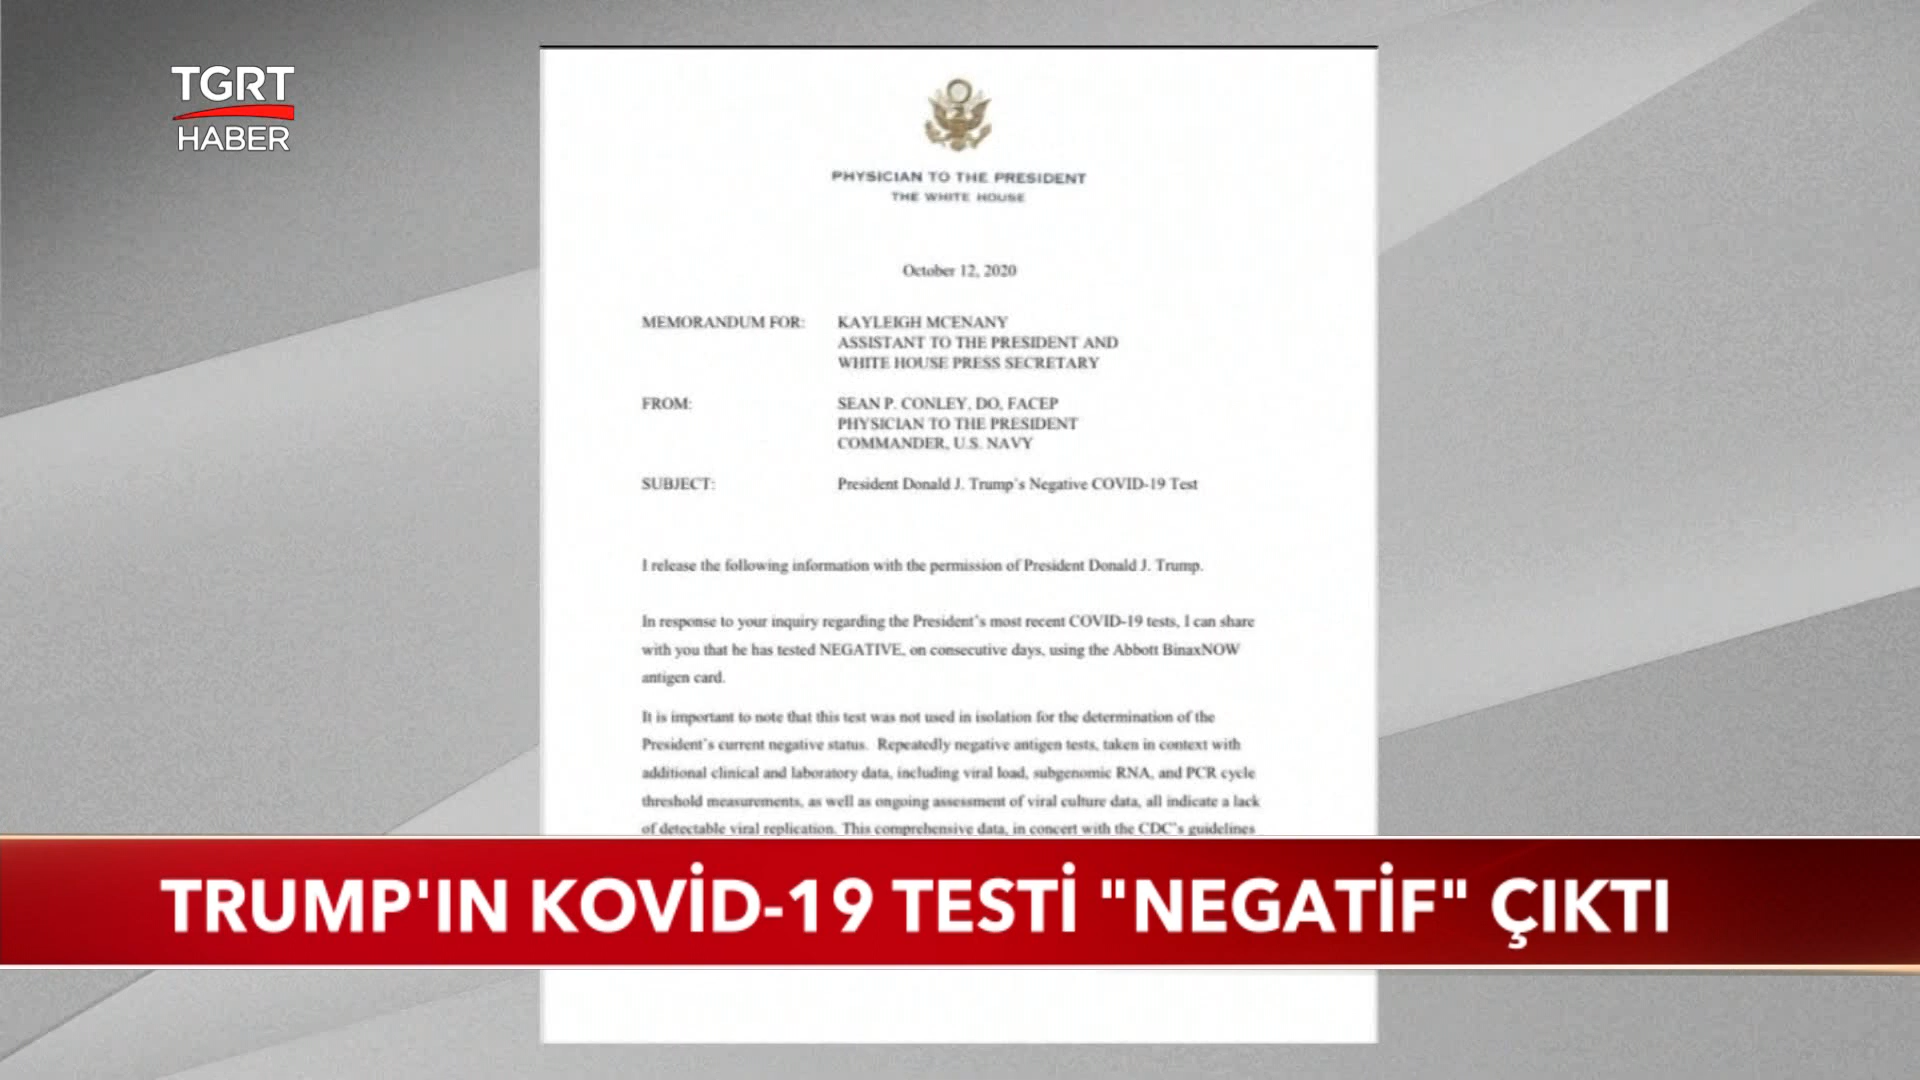 TGRT
HABER
PHYSICIAN TO THE PRESIDENT
THE WHITE HOUSE
October 12, 2020
MEMORANDUM FOR: KAYLEIGH MCENANY
ASSISTANT TO THE PRESIDENT AND
WHITE HOUSE PRESS SECRETARY
FROM: SEAN P. CONLEY, DO, FACEP
PHYSICIAN TO THE PRESIDENT
COMMANDER, U.S. NAVY
SUBJECT: President Donald J. Trump's Negative COVID-19 Test
I release the following information with the permission of President Donald J. Trump.
In response to your inquiry regarding the President's most recent COVID-19 tests, I can share
with you that he has tested NEGATIVE, on consecutive days, using the Abbott BinaxNOW
antigen card.
It is important to note that this test was not used in isolation for the determination of the
President's current negative status. Repeatedly negative antigen tests, taken in context with
additional clinical and laboratory data, including viral load, subgenomic RNA, and PCR cycle
threshold measurements, as well as ongoing assessment of viral culture data, all indicate a lack
of detectable viral replication. This comprehensive data, in concert with the CDC's guidelines
TRUMP'IN KOVİD-19 TESTİ "NEGATİF" ÇIKTI